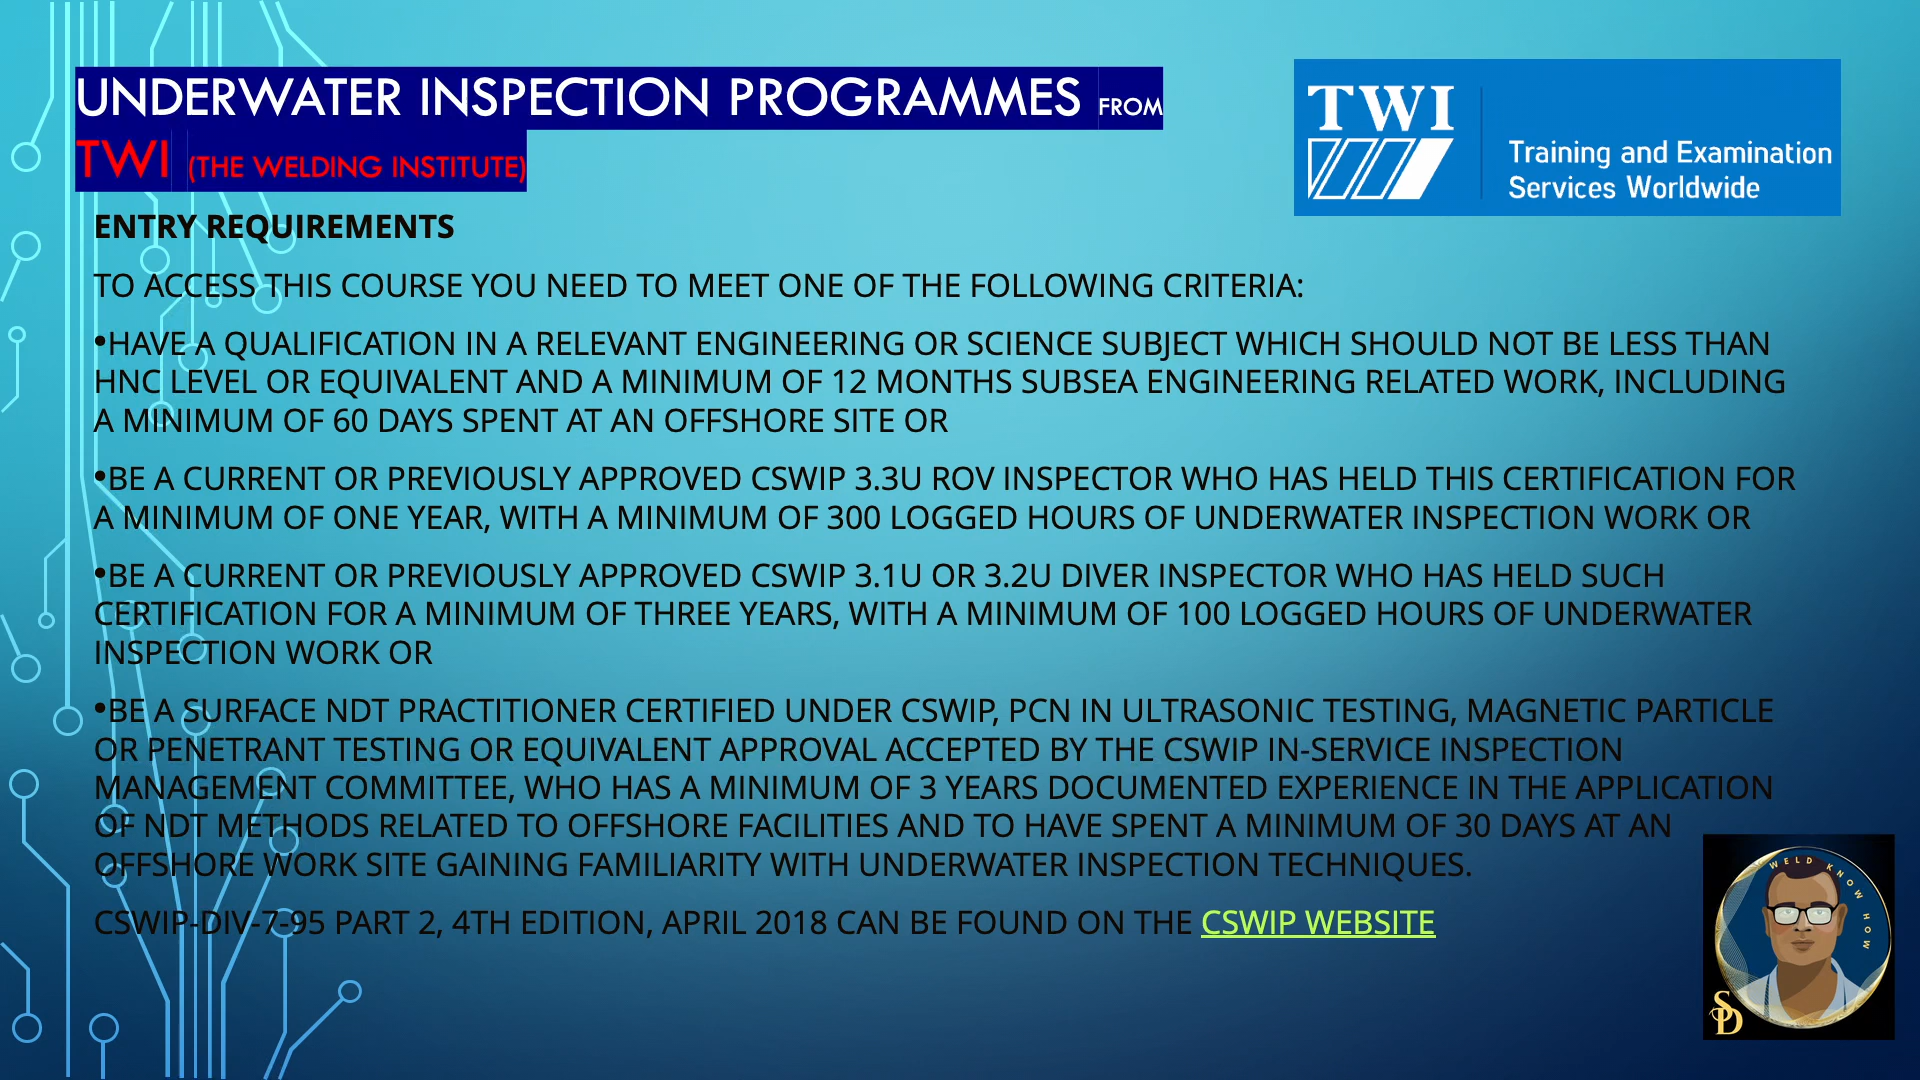 UNDERWATER INSPECTION PROGRAMMES FROM
TWI (THE WELDING INSTITUTE)
TWI
Training and Examination
Services Worldwide
ENTRY REQUIREMENTS
TO ACCESS THIS COURSE YOU NEED TO MEET ONE OF THE FOLLOWING CRITERIA:
•HAVE A QUALIFICATION IN A RELEVANT ENGINEERING OR SCIENCE SUBJECT WHICH SHOULD NOT BE LESS THAN
HNC LEVEL OR EQUIVALENT AND A MINIMUM OF 12 MONTHS SUBSEA ENGINEERING RELATED WORK, INCLUDING
A MINIMUM OF 60 DAYS SPENT AT AN OFFSHORE SITE OR
•BE A CURRENT OR PREVIOUSLY APPROVED CSWIP 3.3U ROV INSPECTOR WHO HAS HELD THIS CERTIFICATION FOR
A MINIMUM OF ONE YEAR, WITH A MINIMUM OF 300 LOGGED HOURS OF UNDERWATER INSPECTION WORK OR
•BE A CURRENT OR PREVIOUSLY APPROVED CSWIP 3.1U OR 3.2U DIVER INSPECTOR WHO HAS HELD SUCH
CERTIFICATION FOR A MINIMUM OF THREE YEARS, WITH A MINIMUM OF 100 LOGGED HOURS OF UNDERWATER
INSPECTION WORK OR
•BE A SURFACE NDT PRACTITIONER CERTIFIED UNDER CSWIP, PCN IN ULTRASONIC TESTING, MAGNETIC PARTICLE
OR PENETRANT TESTING OR EQUIVALENT APPROVAL ACCEPTED BY THE CSWIP IN-SERVICE INSPECTION
MANAGEMENT COMMITTEE, WHO HAS A MINIMUM OF 3 YEARS DOCUMENTED EXPERIENCE IN THE APPLICATION
OF NDT METHODS RELATED TO OFFSHORE FACILITIES AND TO HAVE SPENT A MINIMUM OF 30 DAYS AT AN
OFFSHORE WORK SITE GAINING FAMILIARITY WITH UNDERWATER INSPECTION TECHNIQUES.
CSWIP-DIV-7-95 PART 2, 4TH EDITION, APRIL 2018 CAN BE FOUND ON THE CSWIP WEBSITE
WELD KNOW HOW
SD